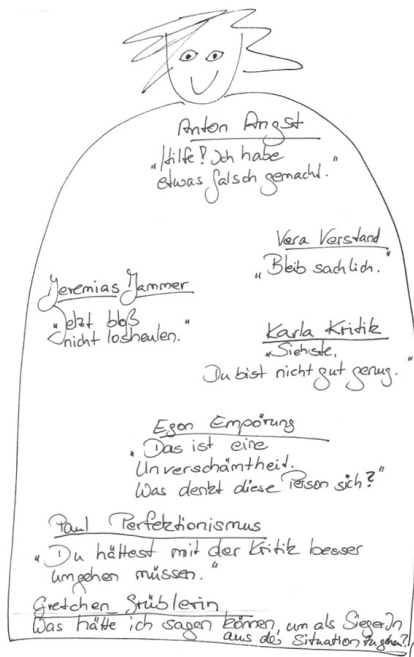 Anton Angst
"Hilfe! Ich habe
etwas falsch gemacht."
Vera Verstand
"Bleib sachlich."
Jeremias Jammer
"Jetzt bloß
nicht losheulen."
Karla Kritik
"Siehste,
Du bist nicht gut genug."
Egon Empörung
"Das ist eine
Unverschämtheit.
Was denkt diese Person sich?"
Paul Perfektionismus
"Du hättest mit der Kritik besser
umgehen müssen."
Gretchen Grüblerin
Was hätte ich sagen können, um als SiegerIn
aus der Situation zu gehen?"